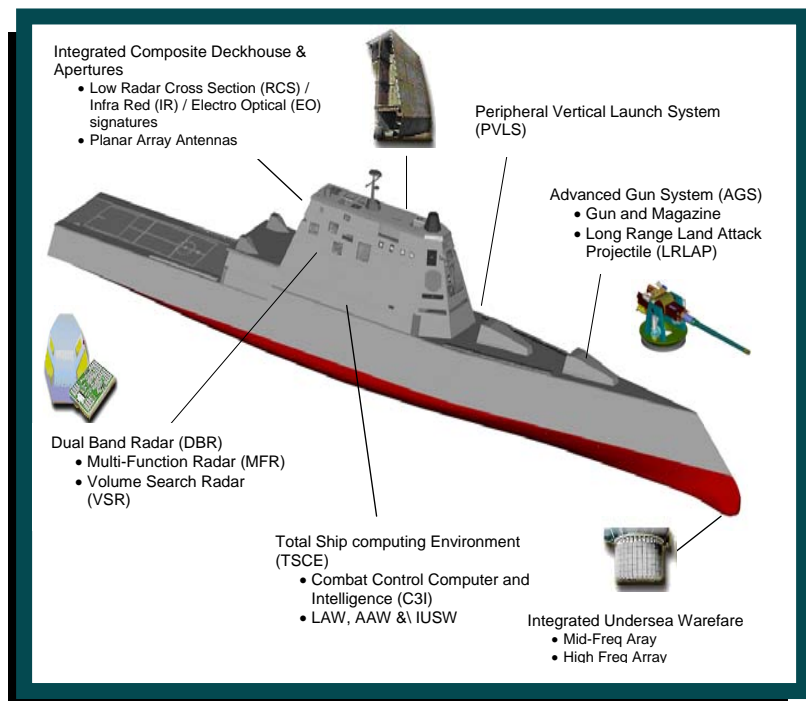 Integrated Composite Deckhouse &
Apertures
• Low Radar Cross Section (RCS) /
Infra Red (IR) / Electro Optical (EO)
signatures
• Planar Array Antennas
Peripheral Vertical Launch System
(PVLS)
Advanced Gun System (AGS)
• Gun and Magazine
• Long Range Land Attack
Projectile (LRLAP)
Dual Band Radar (DBR)
• Multi-Function Radar (MFR)
• Volume Search Radar
(VSR)
Total Ship computing Environment
(TSCE)
• Combat Control Computer and
Intelligence (C3I)
• LAW, AAW &\ IUSW
Integrated Undersea Warefare
• Mid-Freq Aray
• High Freq Array